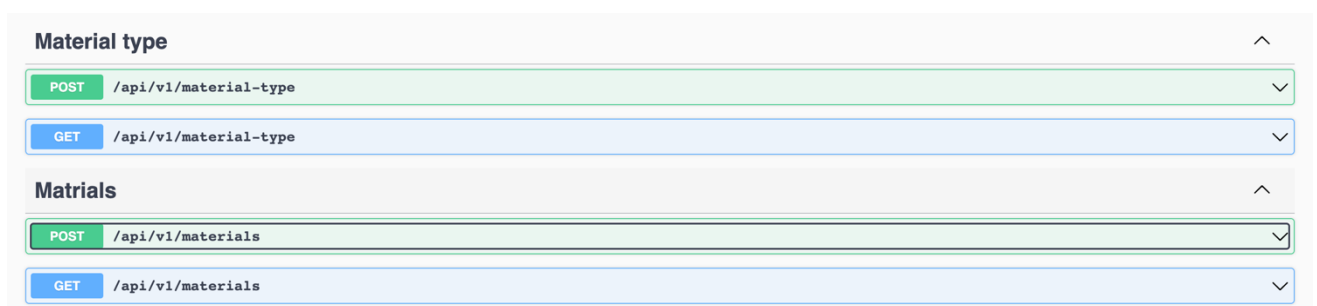 Material type
POST /api/v1/material-type
GET /api/v1/material-type
Matrials
POST /api/v1/materials
GET /api/v1/materials